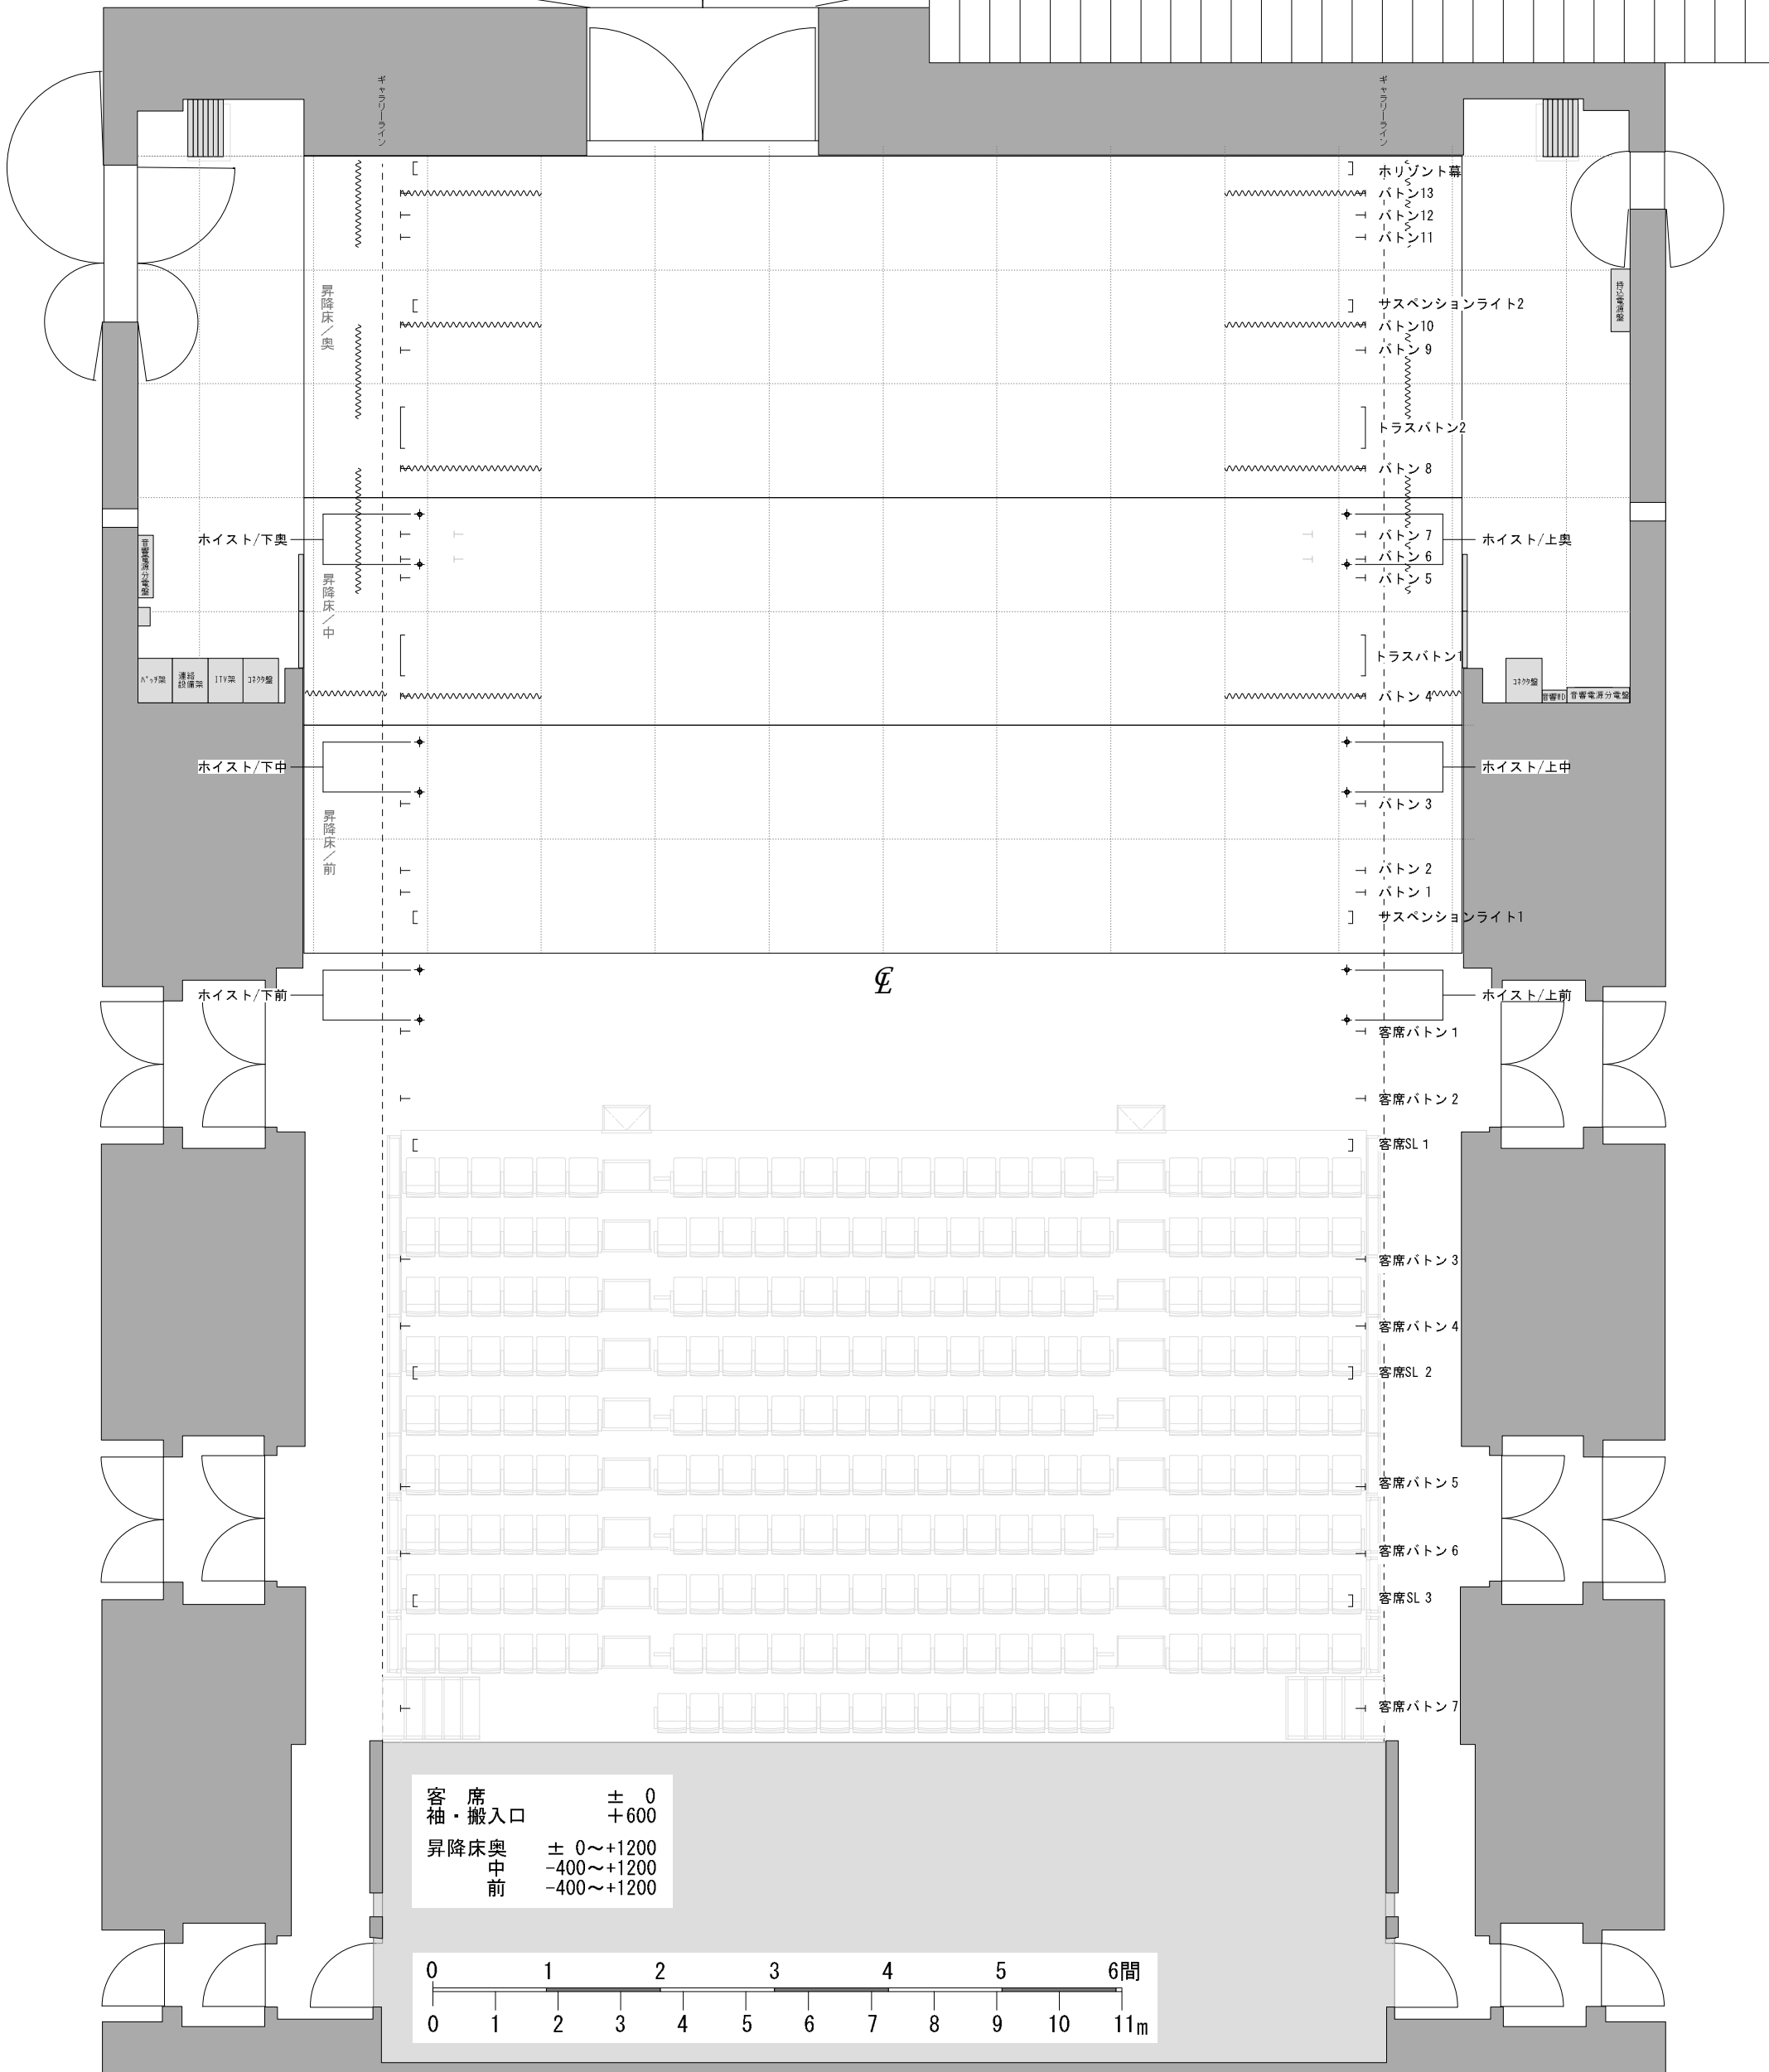 ギャラリーライン
ギャラリーライン
ホリゾント幕
バトン13
バトン12
バトン11
昇降床／奥
持込電源盤
サスペンションライト2
バトン10
バトン 9
トラスバトン2
バトン 8
ホイスト/下奥
バトン 7
ホイスト/上奥
音響電源分電盤
バトン 6
バトン 5
昇降床／中
トラスバトン1
ﾊﾟｯﾁ架
連絡
設備架
ITV架
ｺﾈｸﾀ盤
ｺﾈｸﾀ盤
音響電源分電盤
バトン 4
ホイスト/下中
ホイスト/上中
バトン 3
昇降床／前
バトン 2
バトン 1
サスペンションライト1
℄
ホイスト/下前
ホイスト/上前
客席バトン 1
客席バトン 2
客席SL 1
客席バトン 3
客席バトン 4
客席SL 2
客席バトン 5
客席バトン 6
客席SL 3
客席バトン 7
客 席 ± 0
袖・搬入口 +600
昇降床奥 ± 0～+1200
中 -400～+1200
前 -400～+1200
0 1 2 3 4 5 6間
0 1 2 3 4 5 6 7 8 9 10 11m